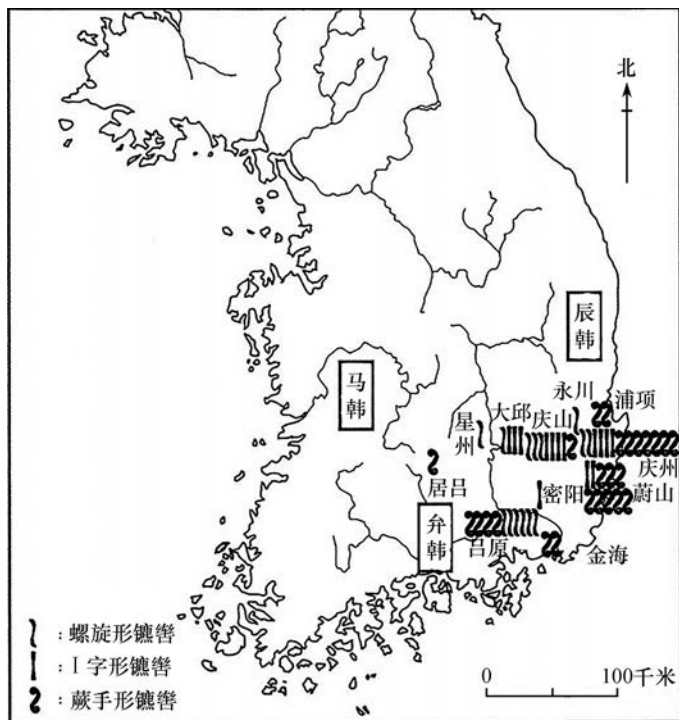 北
辰韩
马韩
永川
浦项
大邱
庆山
星州
庆州
居吕
密阳
蔚山
弁韩
吕原
金海
：螺旋形镳辔
：I字形镳辔
：蕨手形镳辔
0
100千米